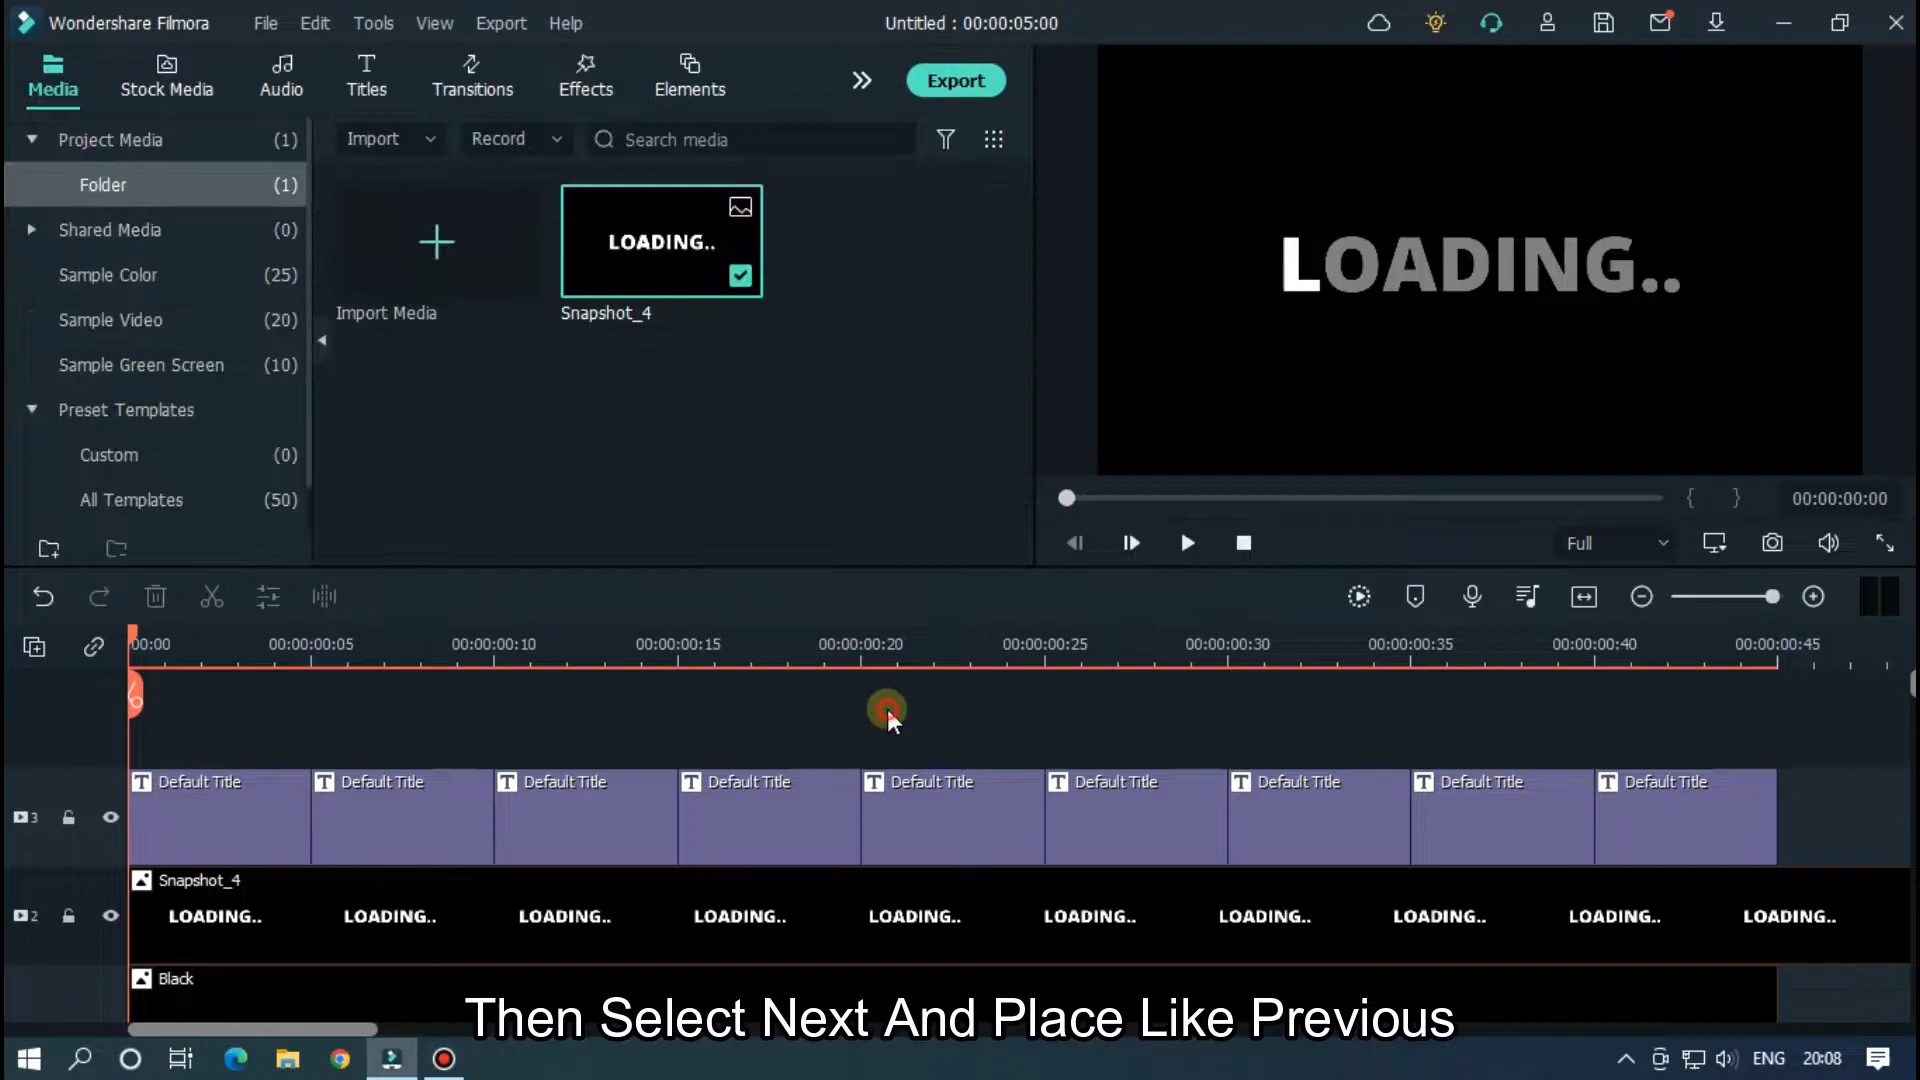 Wondershare Filmora File Edit Tools View Export Help Untitled : 00:00:05:00
Media Stock Media Audio Titles Transitions Effects Elements Export
Project Media (1)
Folder (1)
Shared Media (0)
Sample Color (25)
Sample Video (20)
Sample Green Screen (10)
Preset Templates
Custom (0)
All Templates (50)
Import Record Search media
LOADING..
Import Media Snapshot_4
LOADING..
{ } 00:00:00:00
Full
00:00 00:00:00:05 00:00:00:10 00:00:00:15 00:00:00:20 00:00:00:25 00:00:00:30 00:00:00:35 00:00:00:40 00:00:00:45
T Default Title T Default Title T Default Title T Default Title T Default Title T Default Title T Default Title T Default Title T Default Title
3
Snapshot_4
2 LOADING.. LOADING.. LOADING.. LOADING.. LOADING.. LOADING.. LOADING.. LOADING.. LOADING.. LOADING..
Black
Then Select Next And Place Like Previous
ENG 20:08